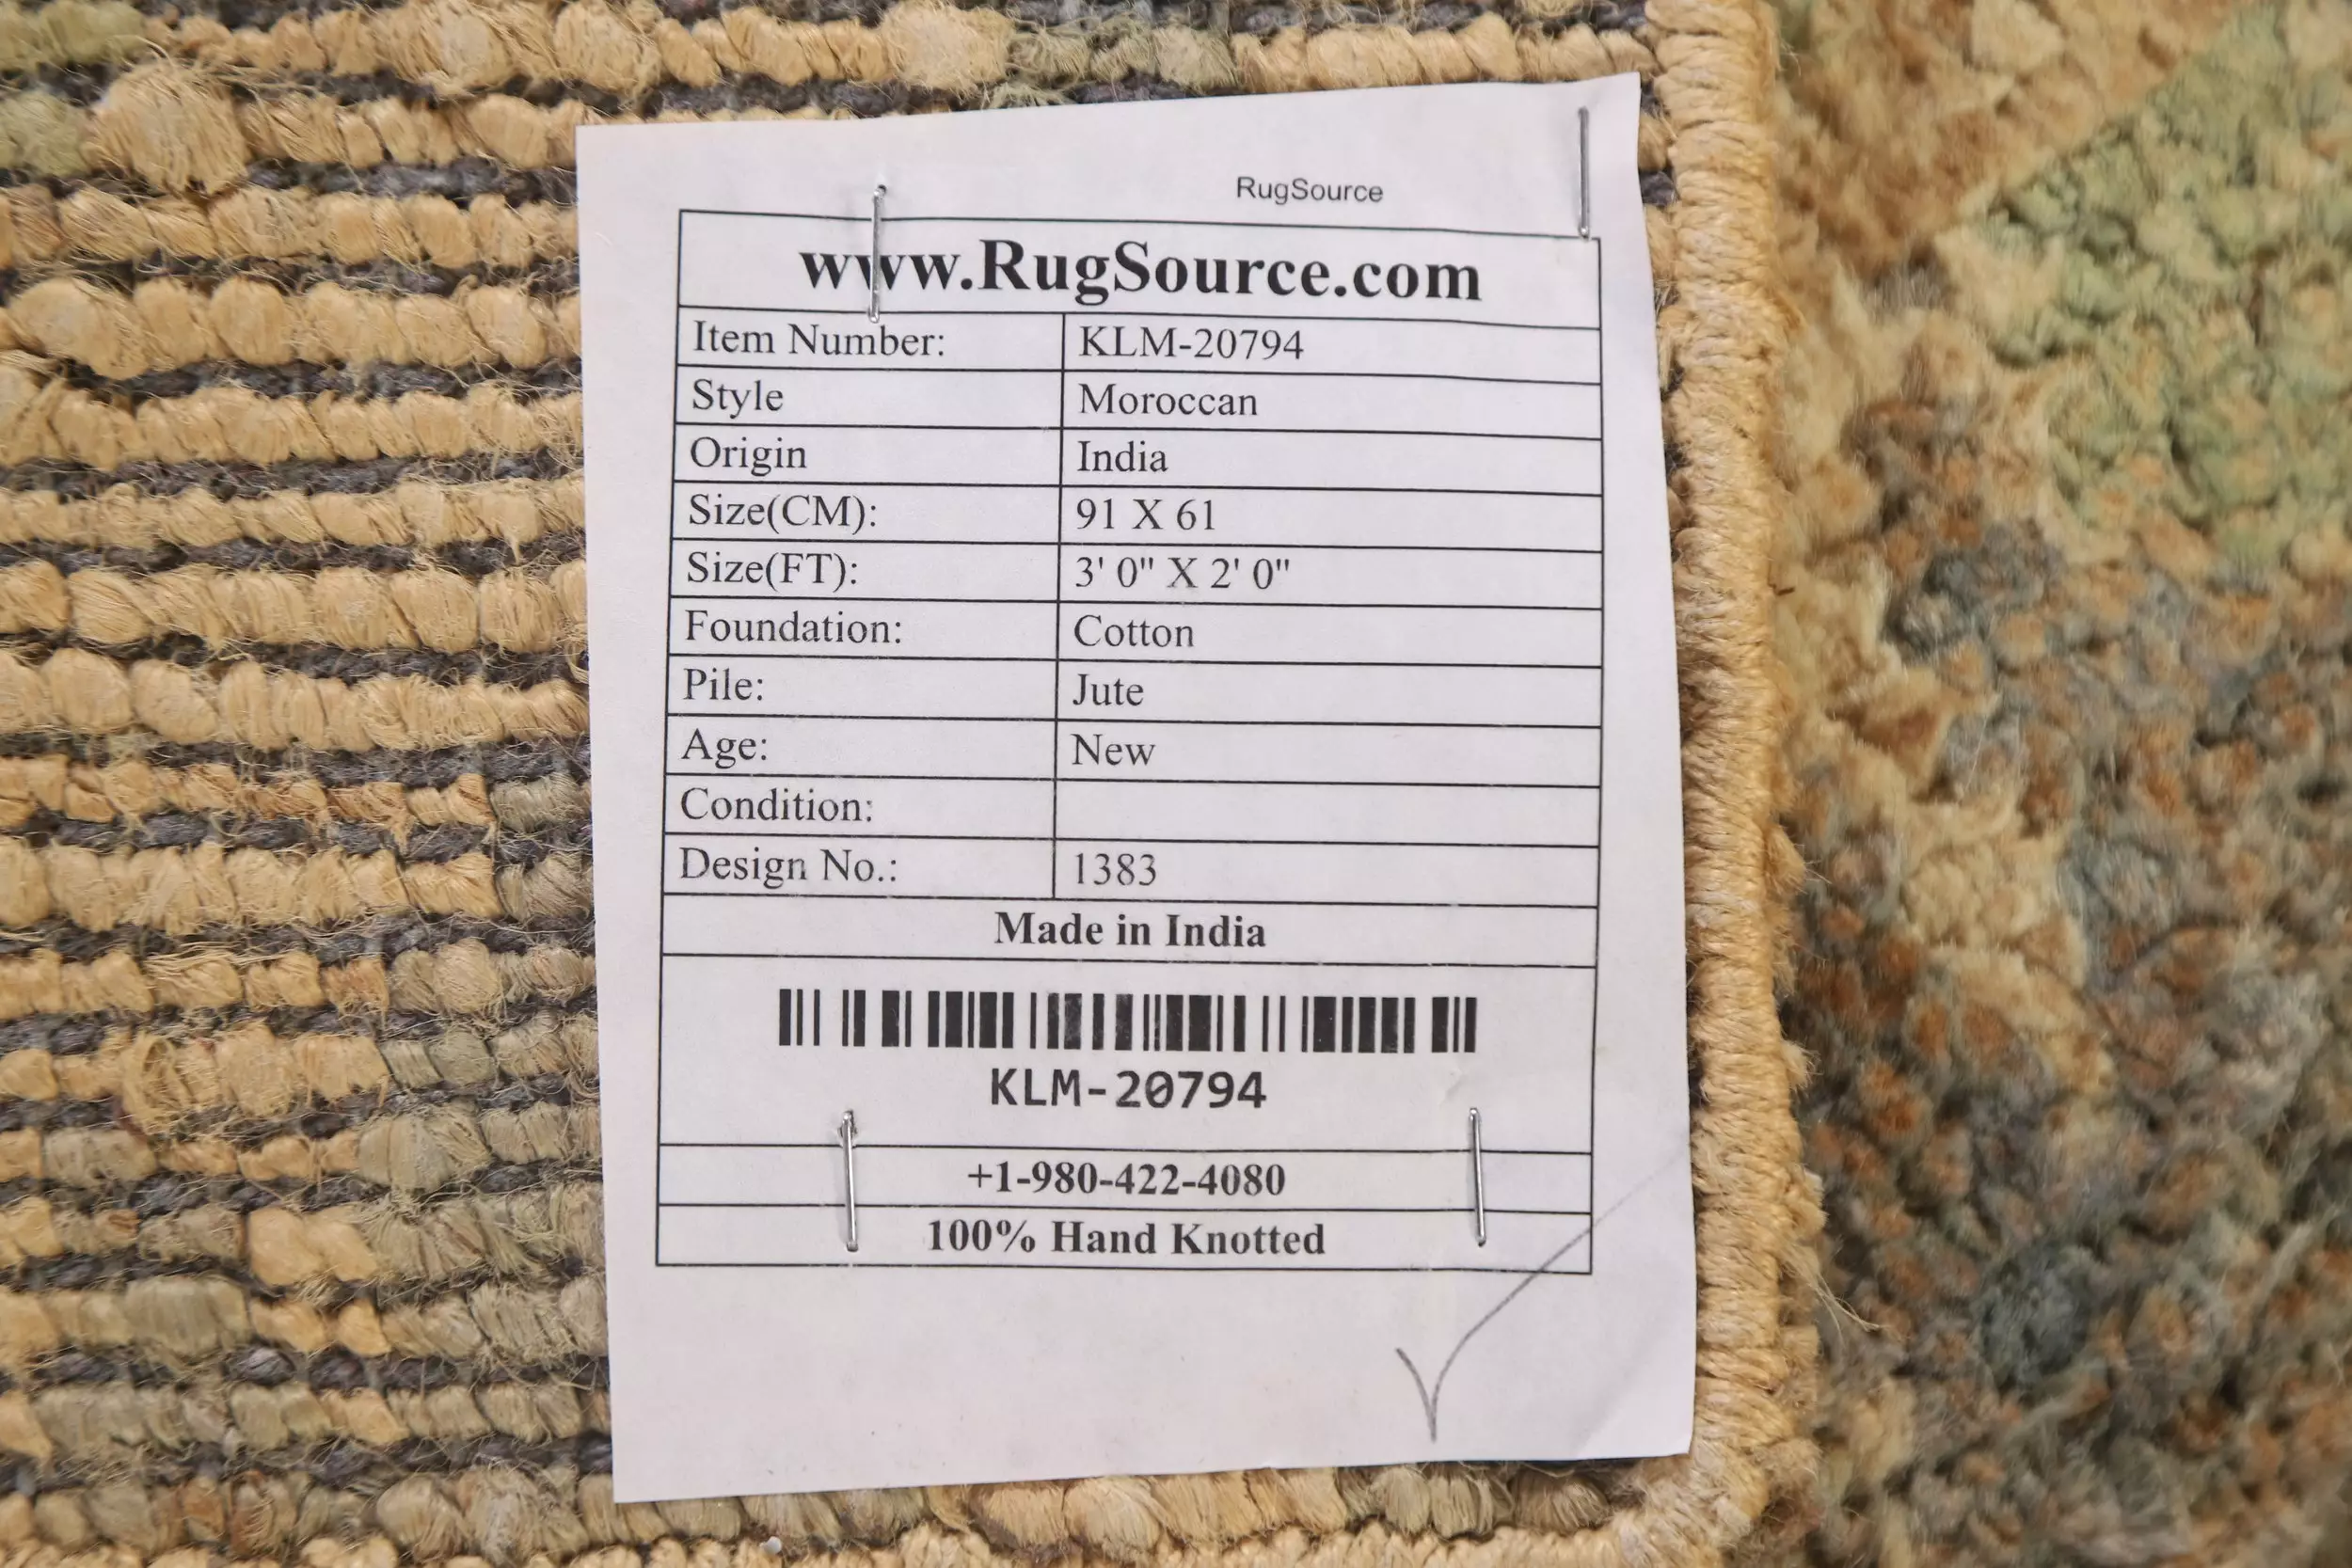 RugSource
www.RugSource.com
Item Number: KLM-20794
Style Moroccan
Origin India
Size(CM): 91 X 61
Size(FT): 3' 0" X 2' 0"
Foundation: Cotton
Pile: Jute
Age: New
Condition:
Design No.: 1383
Made in India
KLM-20794
+1-980-422-4080
100% Hand Knotted